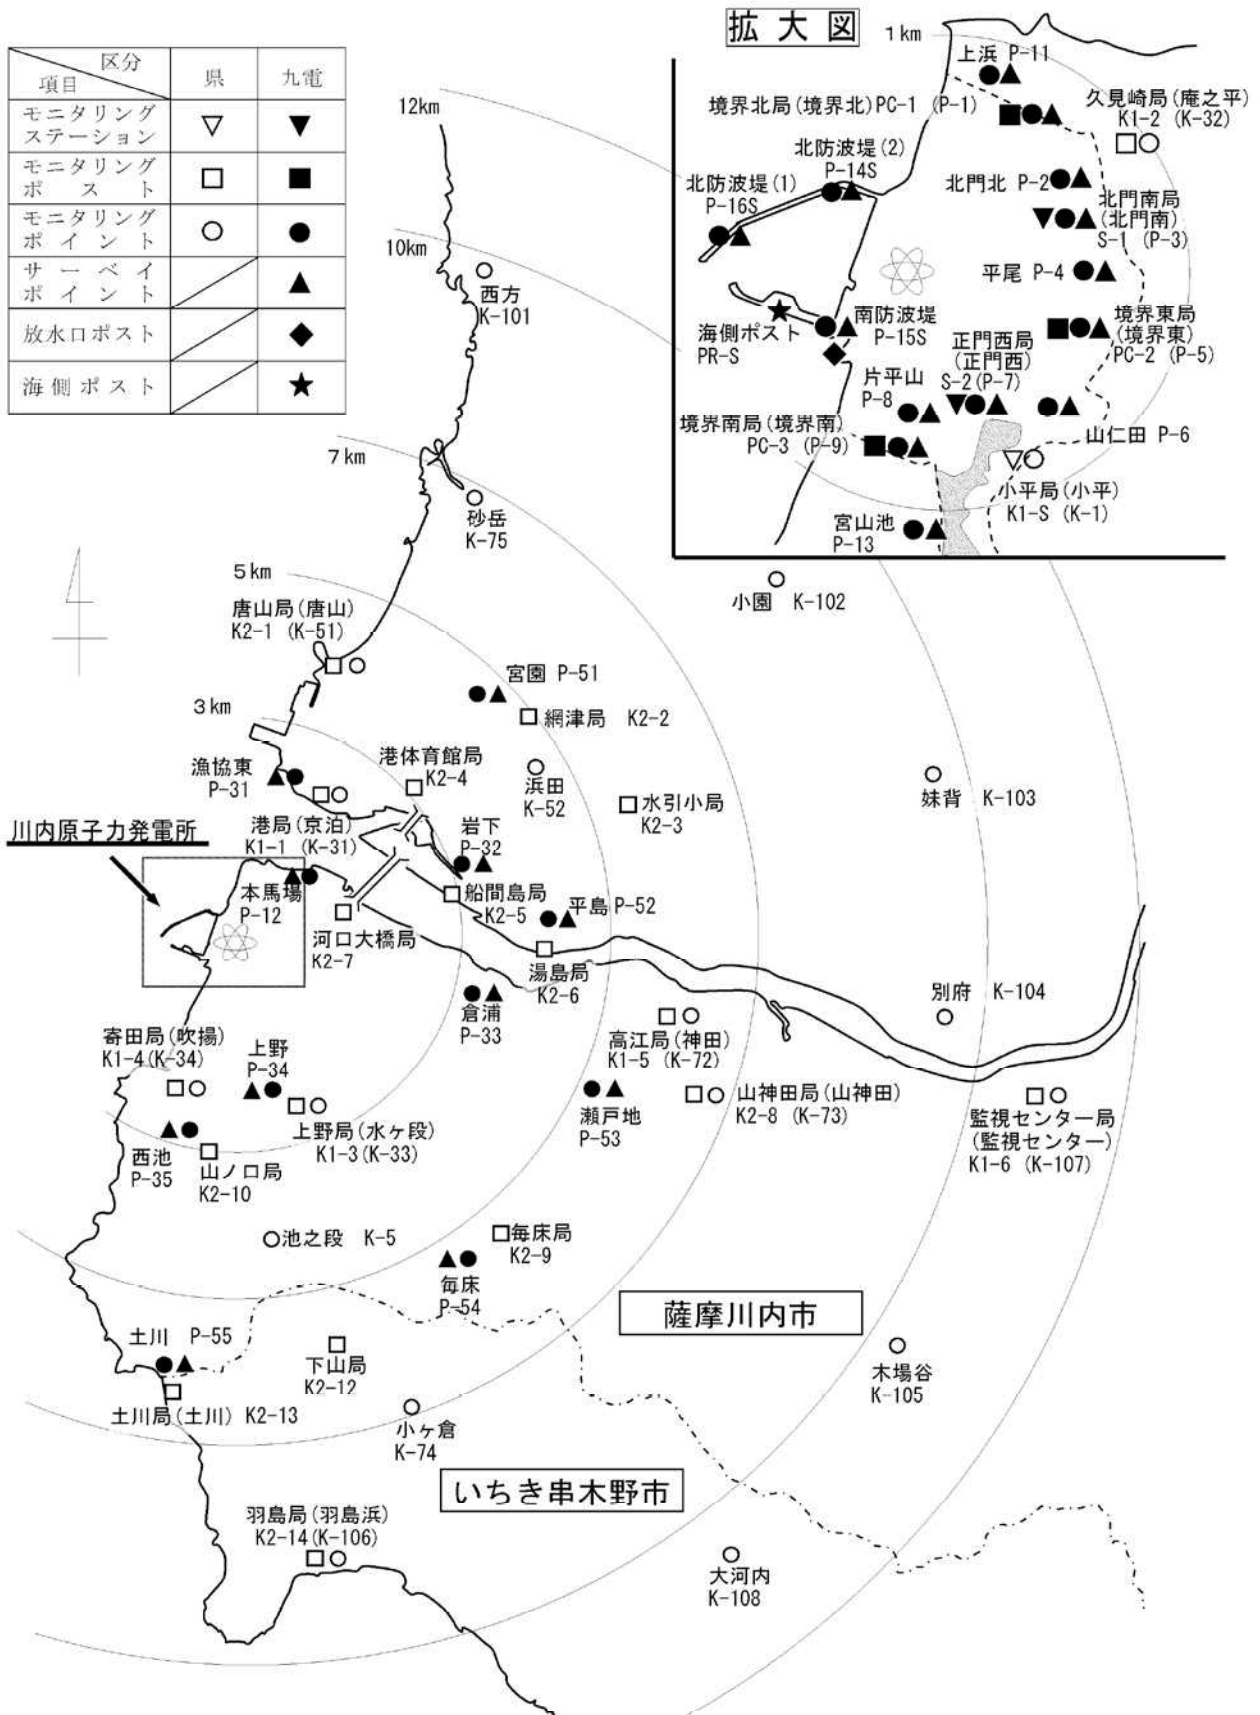 区分
項目
県
九電
モニタリング
ステーション
モニタリング
ポスト
モニタリング
ポイント
サーベイ
ポイント
放水口ポスト
海側ポスト
拡大図
1km
上浜 P-11
境界北局(境界北)PC-1 (P-1)
久見崎局(庵之平)
K1-2 (K-32)
北防波堤(2)
P-14S
北門北 P-2
北防波堤(1)
P-16S
北門南局
(北門南)
S-1 (P-3)
平尾 P-4
海側ポスト
PR-S
南防波堤
P-15S
境界東局
(境界東)
PC-2 (P-5)
正門西局
(正門西)
S-2(P-7)
片平山
P-8
境界南局(境界南)
PC-3 (P-9)
山仁田 P-6
小平局(小平)
K1-S (K-1)
宮山池
P-13
12km
10km
西方
K-101
7km
砂岳
K-75
5km
小園 K-102
唐山局(唐山)
K2-1 (K-51)
宮園 P-51
網津局 K2-2
3km
港体育館局
K2-4
漁協東
P-31
浜田
K-52
妹背 K-103
水引小局
K2-3
川内原子力発電所
港局(京泊)
K1-1 (K-31)
岩下
P-32
本馬場
P-12
船間島局
K2-5
平島 P-52
河口大橋局
K2-7
湯島局
K2-6
別府 K-104
倉浦
P-33
寄田局(吹揚)
K1-4(K-34)
上野
P-34
高江局(神田)
K1-5 (K-72)
山神田局(山神田)
K2-8 (K-73)
瀬戸地
P-53
監視センター局
(監視センター)
K1-6 (K-107)
上野局(水ヶ段)
K1-3(K-33)
西池
P-35
山ノ口局
K2-10
池之段 K-5
毎床局
K2-9
毎床
P-54
薩摩川内市
土川 P-55
下山局
K2-12
木場谷
K-105
土川局(土川) K2-13
小ヶ倉
K-74
いちき串木野市
羽島局(羽島浜)
K2-14(K-106)
大河内
K-108